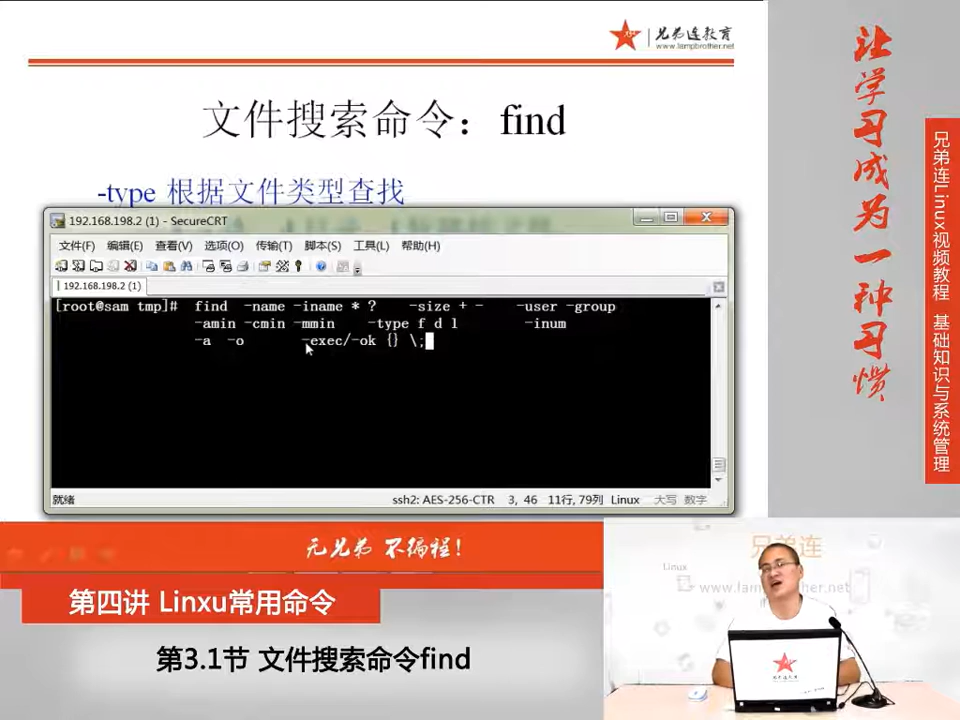 兄弟连教育
www.lampbrother.net
文件搜索命令：find
-type 根据文件类型查找
192.168.198.2 (1) - SecureCRT
文件(F) 编辑(E) 查看(V) 选项(O) 传输(T) 脚本(S) 工具(L) 帮助(H)
192.168.198.2 (1)
[root@sam tmp]# find -name -iname * ? -size + - -user -group
-amin -cmin -mmin -type f d l -inum
-a -o -exec/-ok {} \;
就绪 ssh2: AES-256-CTR 3, 46 11行, 79列 Linux 大写 数字
无兄弟 不编程！
第四讲 Linxu常用命令
第3.1节 文件搜索命令find
让学习成为一种习惯
兄弟连Linux视频教程 基础知识与系统管理
兄弟连
Linux